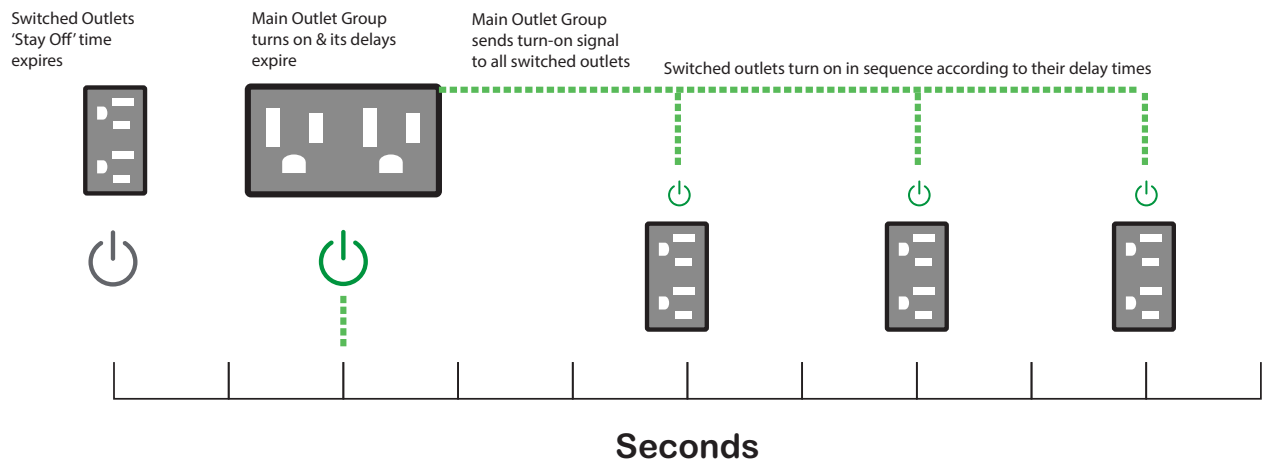 Switched Outlets
‘Stay Off’ time
expires
Main Outlet Group
turns on & its delays
expire
Main Outlet Group
sends turn-on signal
to all switched outlets
Switched outlets turn on in sequence according to their delay times
Seconds